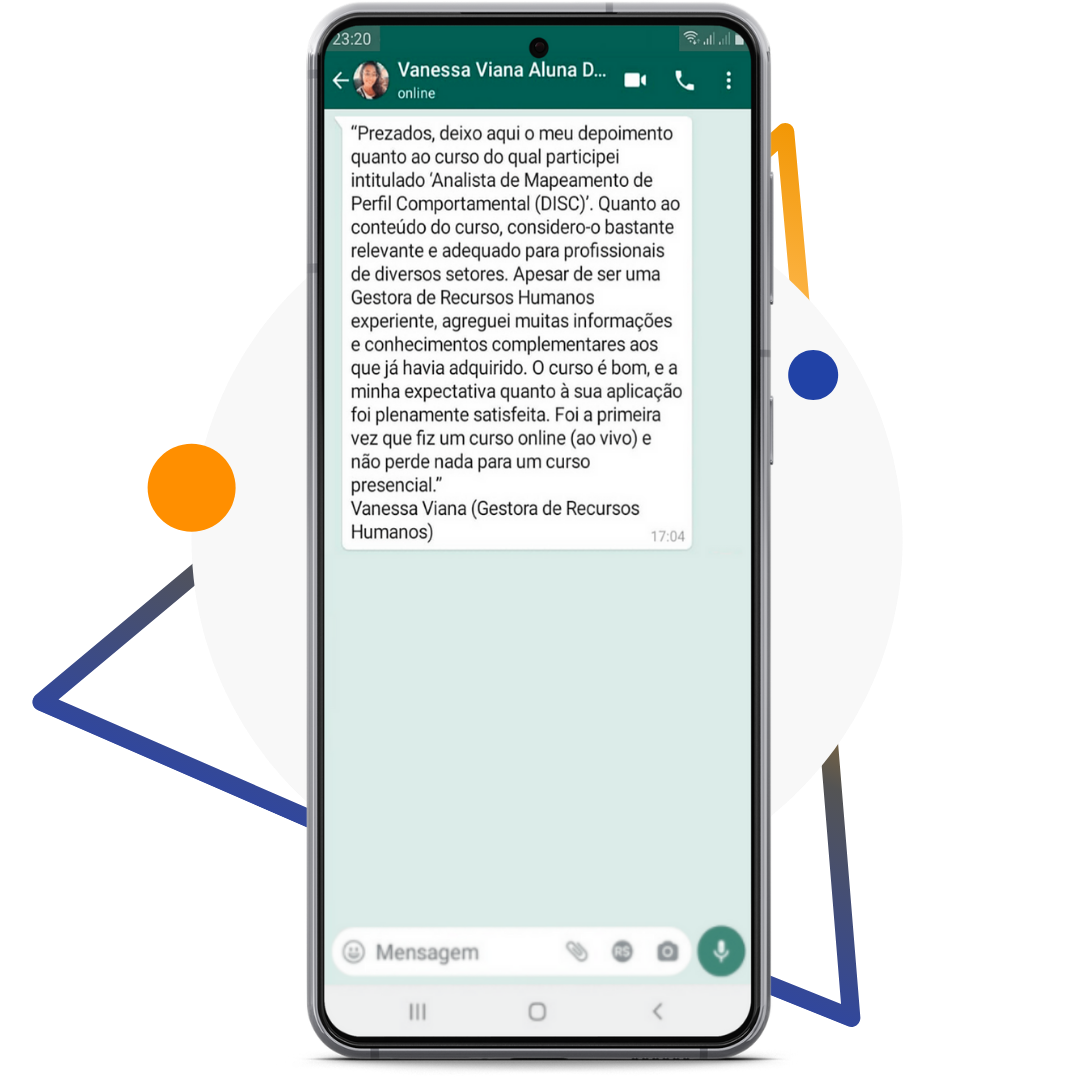 23:20
Vanessa Viana Aluna D...
online
“Prezados, deixo aqui o meu depoimento
quanto ao curso do qual participei
intitulado ‘Analista de Mapeamento de
Perfil Comportamental (DISC)’. Quanto ao
conteúdo do curso, considero-o bastante
relevante e adequado para profissionais
de diversos setores. Apesar de ser uma
Gestora de Recursos Humanos
experiente, agreguei muitas informações
e conhecimentos complementares aos
que já havia adquirido. O curso é bom, e a
minha expectativa quanto à sua aplicação
foi plenamente satisfeita. Foi a primeira
vez que fiz um curso online (ao vivo) e
não perde nada para um curso
presencial.”
Vanessa Viana (Gestora de Recursos
Humanos)
17:04
Mensagem
R$